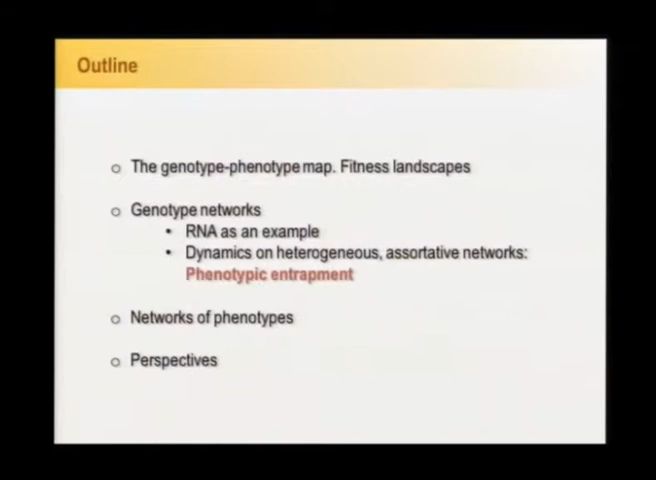 Outline
The genotype-phenotype map. Fitness landscapes
Genotype networks
RNA as an example
Dynamics on heterogeneous, assortative networks:
Phenotypic entrapment
Networks of phenotypes
Perspectives